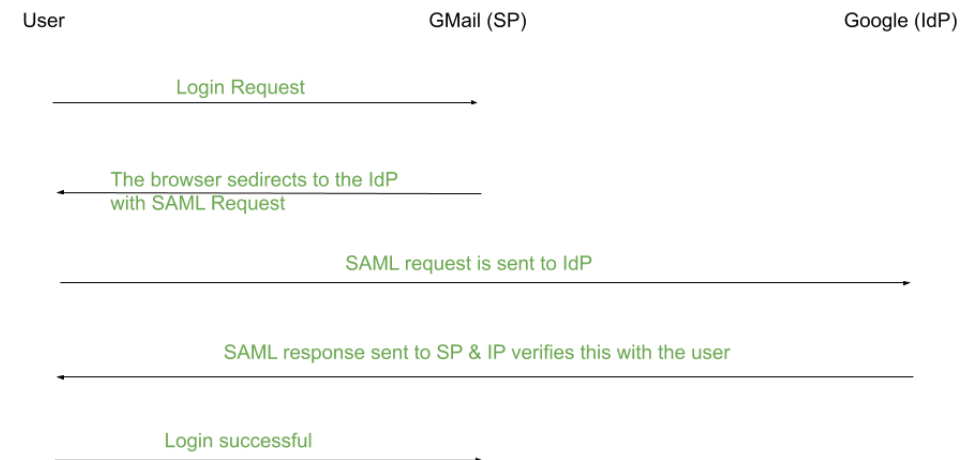 User
GMail (SP)
Google (IdP)
Login Request
The browser sedirects to the IdP
with SAML Request
SAML request is sent to IdP
SAML response sent to SP & IP verifies this with the user
Login successful